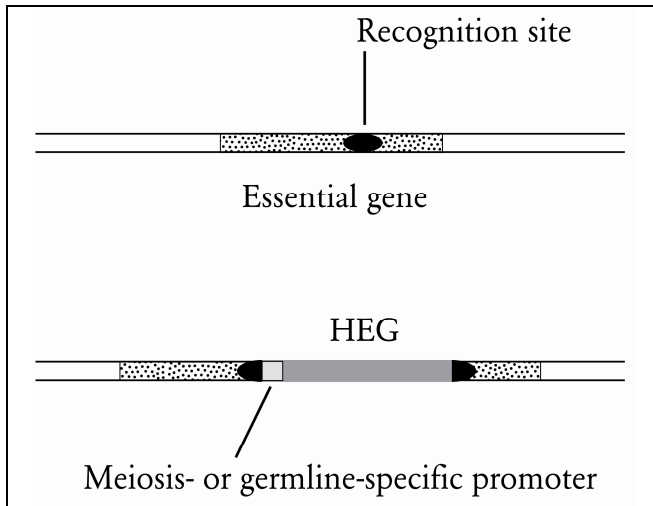 Recognition site
Essential gene
HEG
Meiosis- or germline-specific promoter